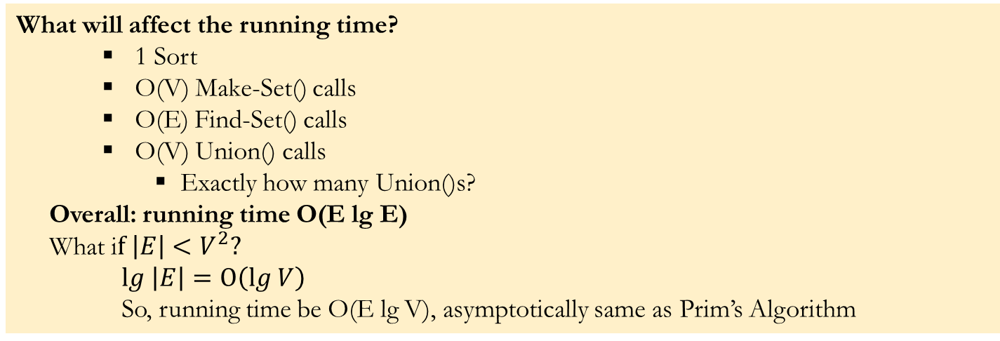 What will affect the running time?
▪ 1 Sort
▪ O(V) Make-Set() calls
▪ O(E) Find-Set() calls
▪ O(V) Union() calls
▪ Exactly how many Union()s?
Overall: running time O(E lg E)
What if |E| < V²?
lg |E| = O(lg V)
So, running time be O(E lg V), asymptotically same as Prim's Algorithm